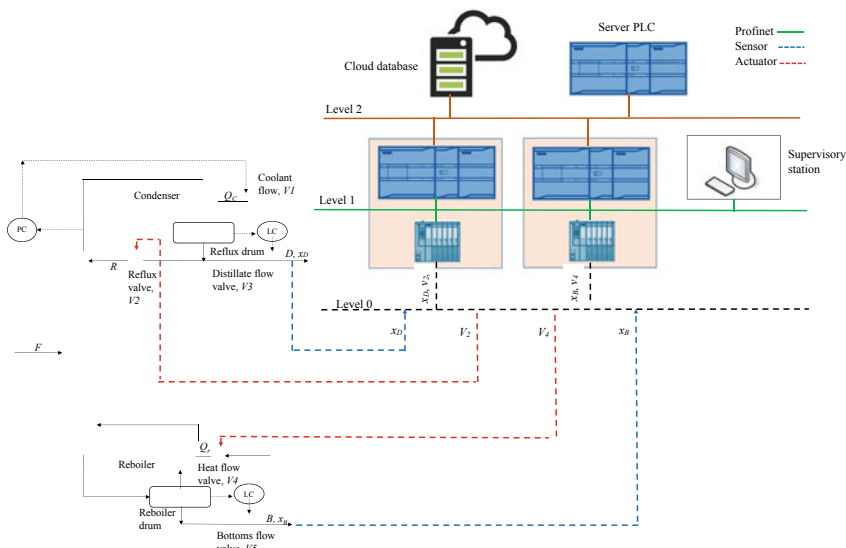 Server PLC
Profinet
Sensor
Actuator
Cloud database
Level 2
Supervisory
station
Level 1
Coolant
flow, V1
Condenser
Q_C
PC
LC
Reflux drum
D, x_D
R
Reflux
valve,
V2
Distillate flow
valve, V3
x_D, v_2,
x_B, v_4
Level 0
x_D
V_2
V_4
x_B
F
Q_r
Reboiler
Heat flow
valve, V4
LC
Reboiler
drum
B, x_B
Bottoms flow
valve, V5